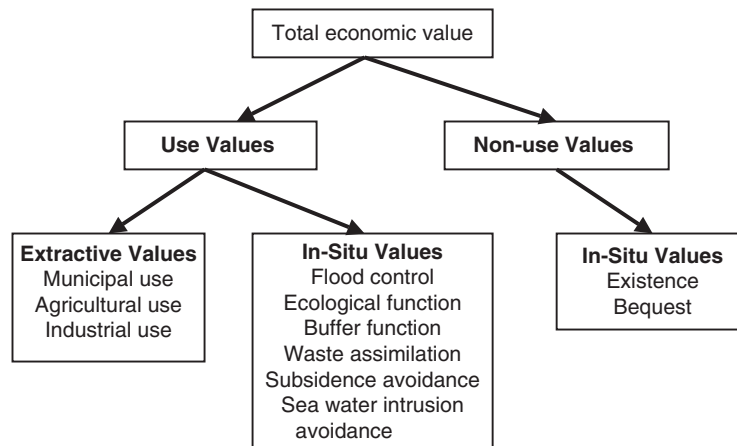 Total economic value
Use Values
Non-use Values
Extractive Values
Municipal use
Agricultural use
Industrial use
In-Situ Values
Flood control
Ecological function
Buffer function
Waste assimilation
Subsidence avoidance
Sea water intrusion
avoidance
In-Situ Values
Existence
Bequest